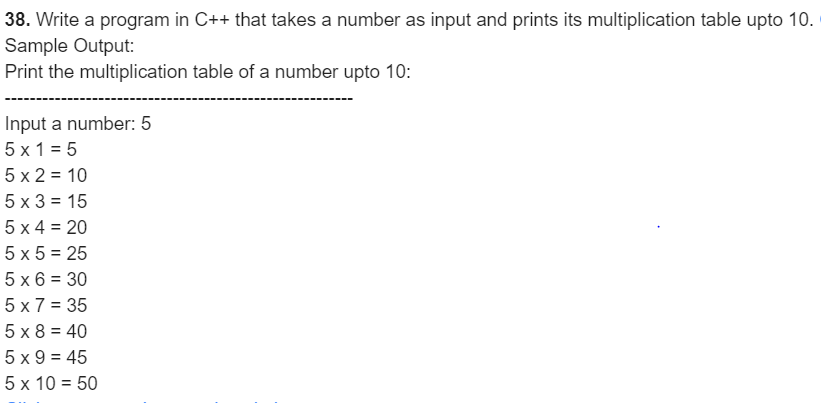 38. Write a program in C++ that takes a number as input and prints its multiplication table upto 10.
Sample Output:
Print the multiplication table of a number upto 10:
--------------------------------------------------------
Input a number: 5
5 x 1 = 5
5 x 2 = 10
5 x 3 = 15
5 x 4 = 20
5 x 5 = 25
5 x 6 = 30
5 x 7 = 35
5 x 8 = 40
5 x 9 = 45
5 x 10 = 50